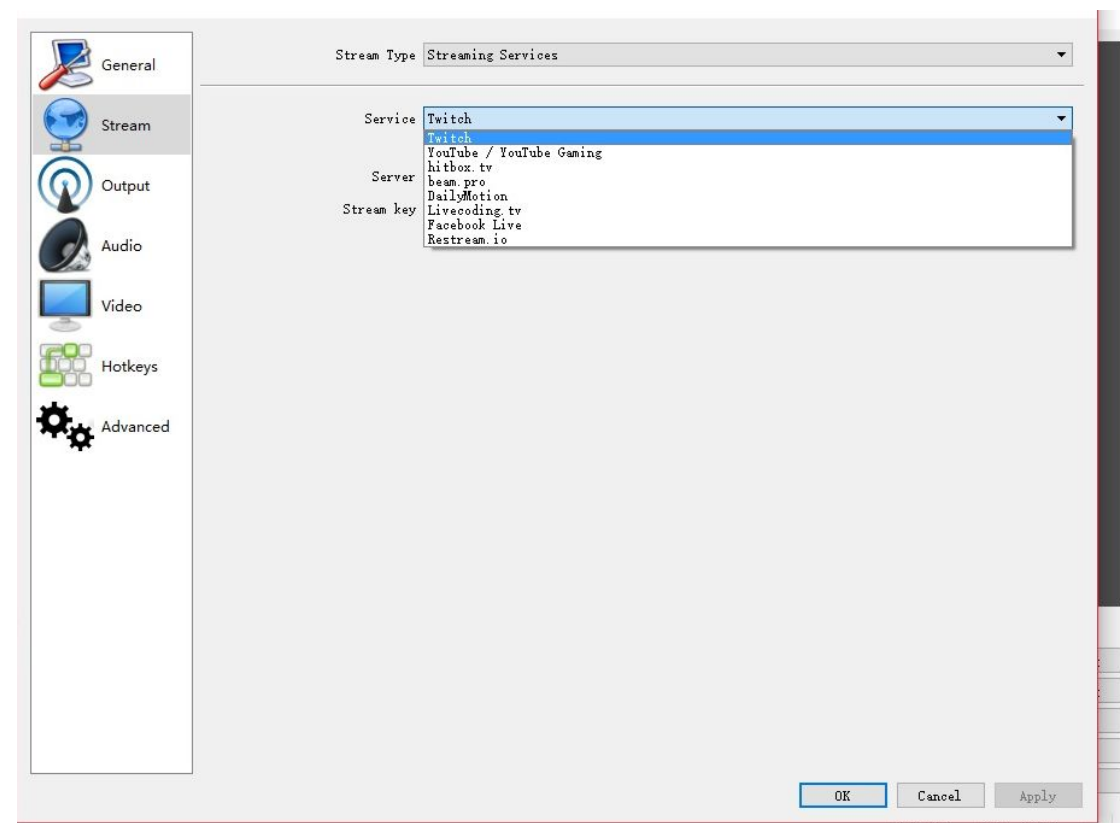 General
Stream
Output
Audio
Video
Hotkeys
Advanced
Stream Type Streaming Services
Service Twitch
Twitch
YouTube / YouTube Gaming
hitbox.tv
Server
beam.pro
DailyMotion
Stream key
Livecoding.tv
Facebook Live
Restream.io
OK Cancel Apply